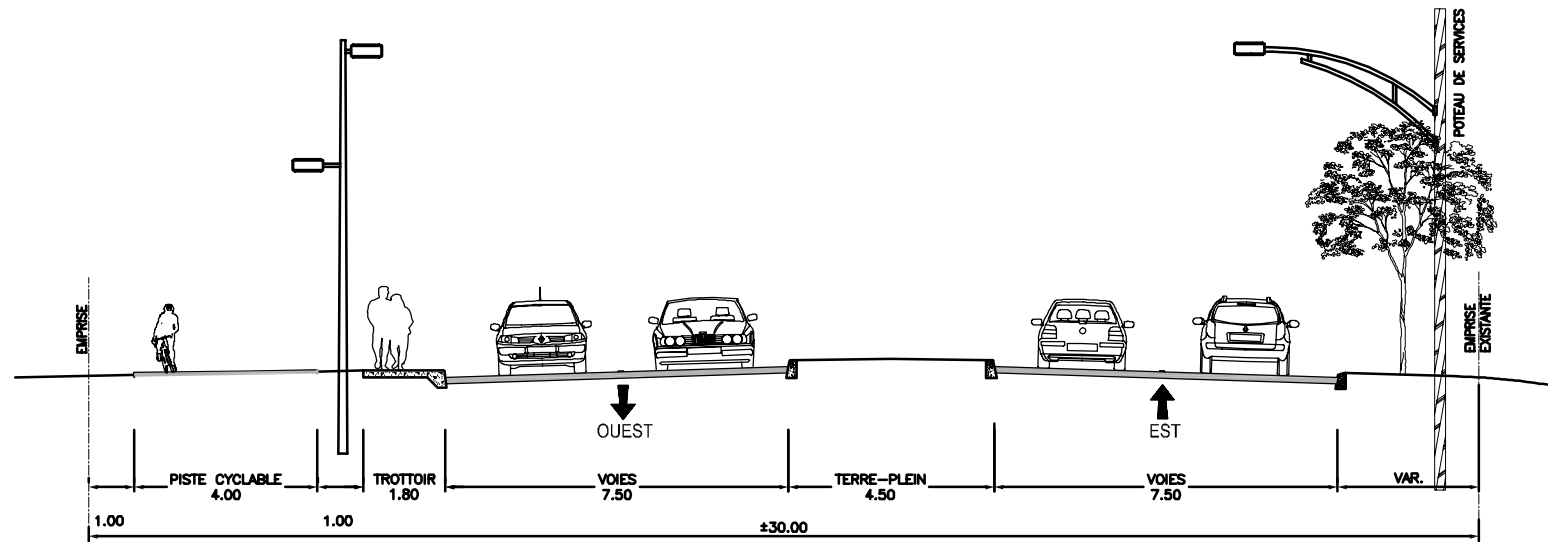 POTEAU DE SERVICES
EMPRISE
EMPRISE
EXISTANTE
OUEST
EST
PISTE CYCLABLE
4.00
TROTTOIR
1.80
VOIES
7.50
TERRE-PLEIN
4.50
VOIES
7.50
VAR.
1.00
1.00
±30.00